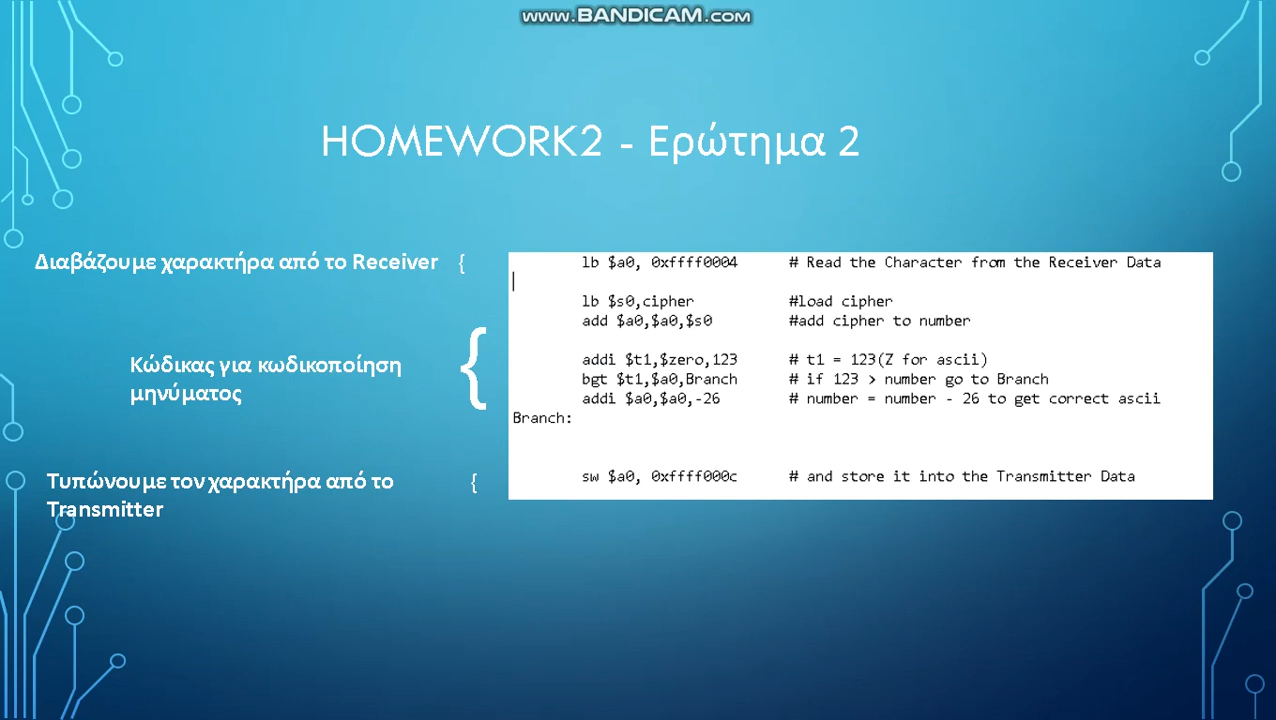 www.BANDICAM.com
HOMEWORK2 - Ερώτημα 2
Διαβάζουμε χαρακτήρα από το Receiver {
lb $a0, 0xffff0004 # Read the Character from the Receiver Data
lb $s0,cipher #load cipher
add $a0,$a0,$s0 #add cipher to number
Κώδικας για κωδικοποίηση
μηνύματος
{
addi $t1,$zero,123 # t1 = 123(Z for ascii)
bgt $t1,$a0,Branch # if 123 > number go to Branch
addi $a0,$a0,-26 # number = number - 26 to get correct ascii
Branch:
Τυπώνουμε τον χαρακτήρα από το {
Transmitter
sw $a0, 0xffff000c # and store it into the Transmitter Data